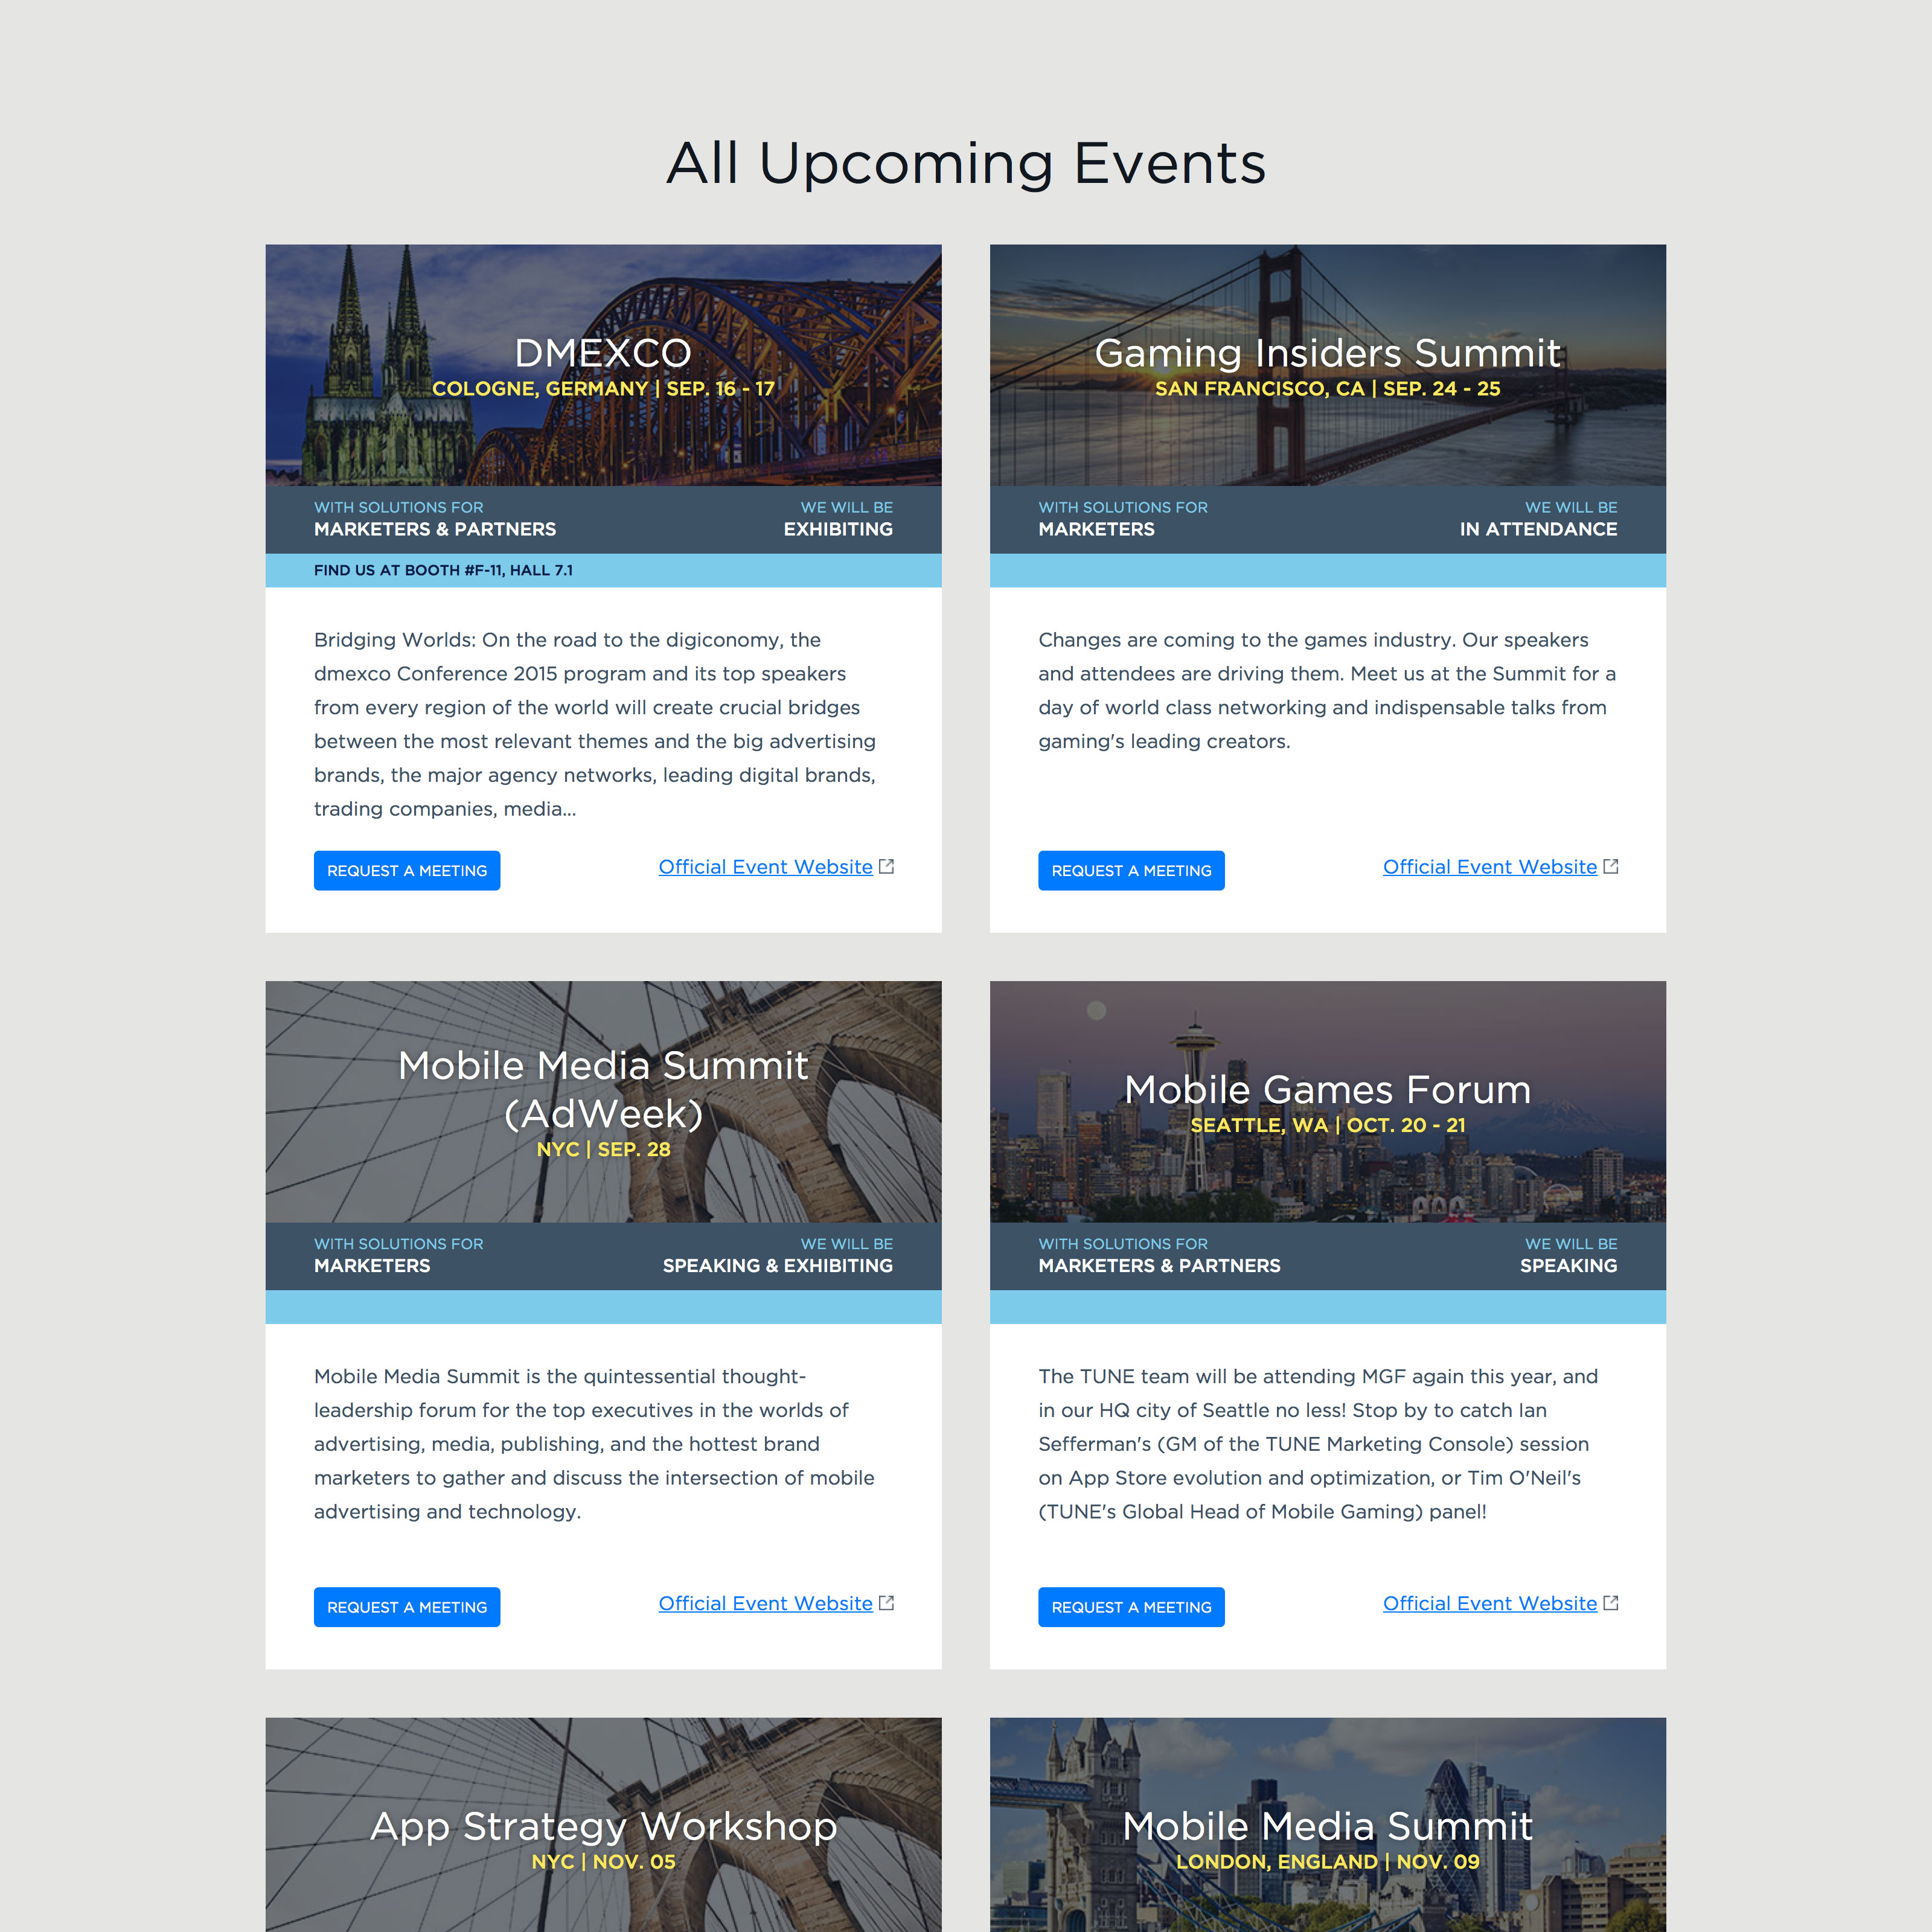 All Upcoming Events
DMEXCO
COLOGNE, GERMANY | SEP. 16 - 17
WITH SOLUTIONS FOR
MARKETERS & PARTNERS
WE WILL BE
EXHIBITING
FIND US AT BOOTH #F-11, HALL 7.1
Bridging Worlds: On the road to the digiconomy, the
dmexco Conference 2015 program and its top speakers
from every region of the world will create crucial bridges
between the most relevant themes and the big advertising
brands, the major agency networks, leading digital brands,
trading companies, media...
REQUEST A MEETING
Official Event Website
Gaming Insiders Summit
SAN FRANCISCO, CA | SEP. 24 - 25
WITH SOLUTIONS FOR
MARKETERS
WE WILL BE
IN ATTENDANCE
Changes are coming to the games industry. Our speakers
and attendees are driving them. Meet us at the Summit for a
day of world class networking and indispensable talks from
gaming's leading creators.
REQUEST A MEETING
Official Event Website
Mobile Media Summit
(AdWeek)
NYC | SEP. 28
WITH SOLUTIONS FOR
MARKETERS
WE WILL BE
SPEAKING & EXHIBITING
Mobile Media Summit is the quintessential thought-
leadership forum for the top executives in the worlds of
advertising, media, publishing, and the hottest brand
marketers to gather and discuss the intersection of mobile
advertising and technology.
REQUEST A MEETING
Official Event Website
Mobile Games Forum
SEATTLE, WA | OCT. 20 - 21
WITH SOLUTIONS FOR
MARKETERS & PARTNERS
WE WILL BE
SPEAKING
The TUNE team will be attending MGF again this year, and
in our HQ city of Seattle no less! Stop by to catch Ian
Sefferman's (GM of the TUNE Marketing Console) session
on App Store evolution and optimization, or Tim O'Neil's
(TUNE's Global Head of Mobile Gaming) panel!
REQUEST A MEETING
Official Event Website
App Strategy Workshop
NYC | NOV. 05
Mobile Media Summit
LONDON, ENGLAND | NOV. 09